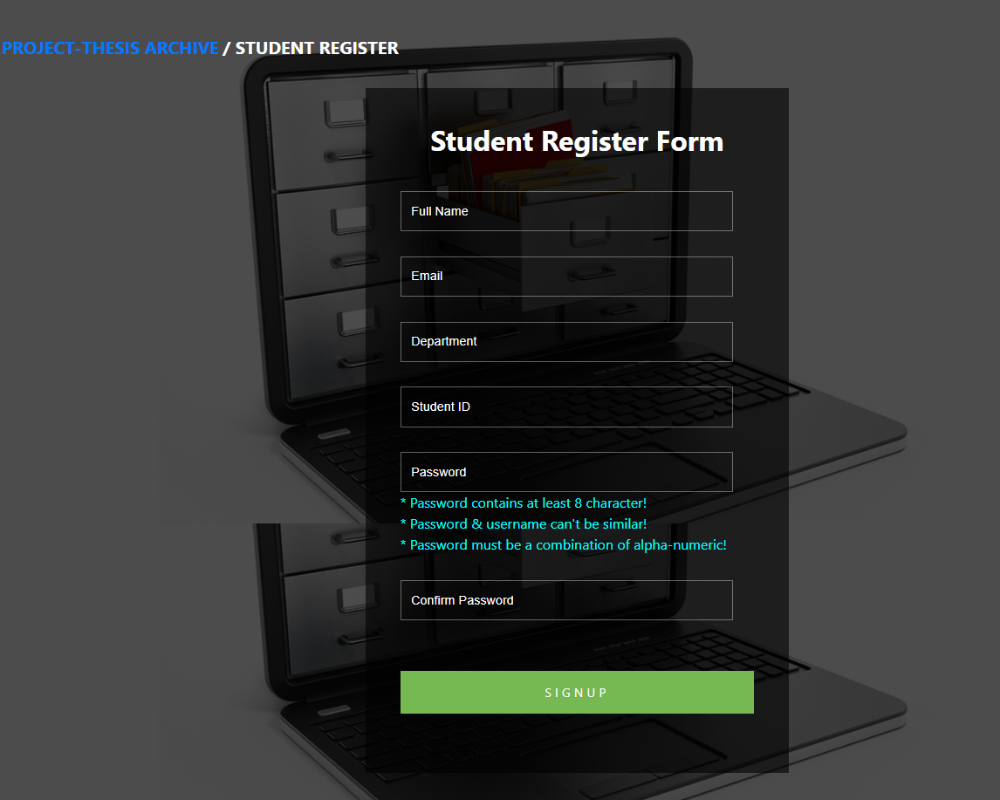 PROJECT-THESIS ARCHIVE / STUDENT REGISTER
Student Register Form
Full Name
Email
Department
Student ID
Password
* Password contains at least 8 character!
* Password & username can't be similar!
* Password must be a combination of alpha-numeric!
Confirm Password
SIGNUP